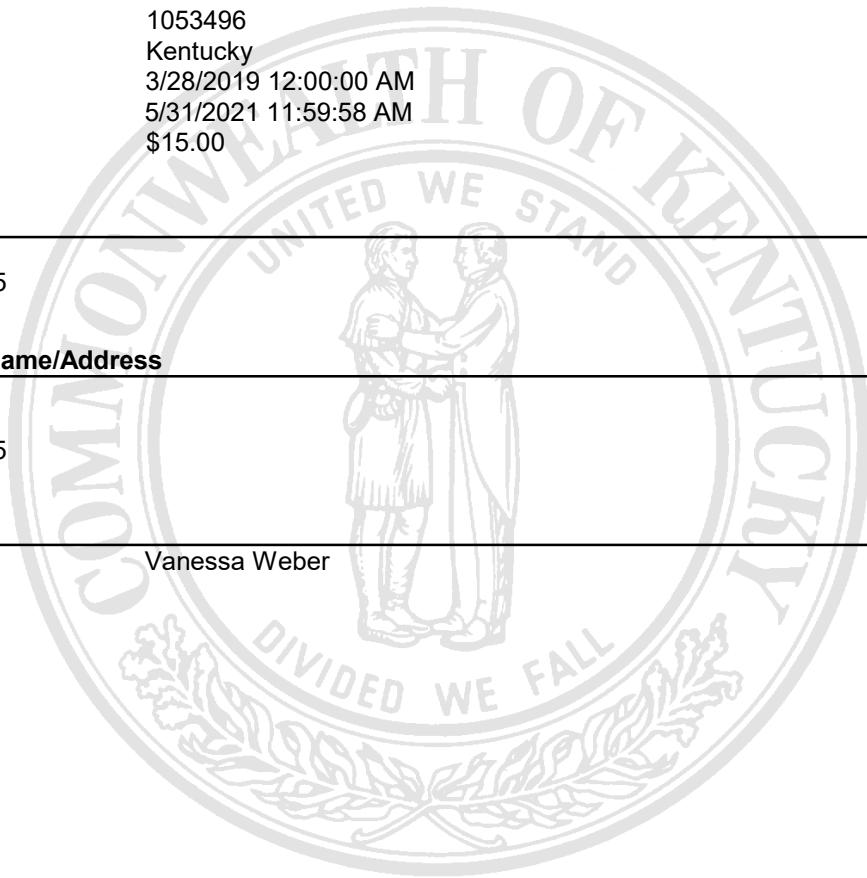 1053496
Kentucky
3/28/2019 12:00:00 AM
5/31/2021 11:59:58 AM
$15.00
5
ame/Address
5
Vanessa Weber
COMMONWEALTH OF KENTUCKY
UNITED WE STAND
DIVIDED WE FALL